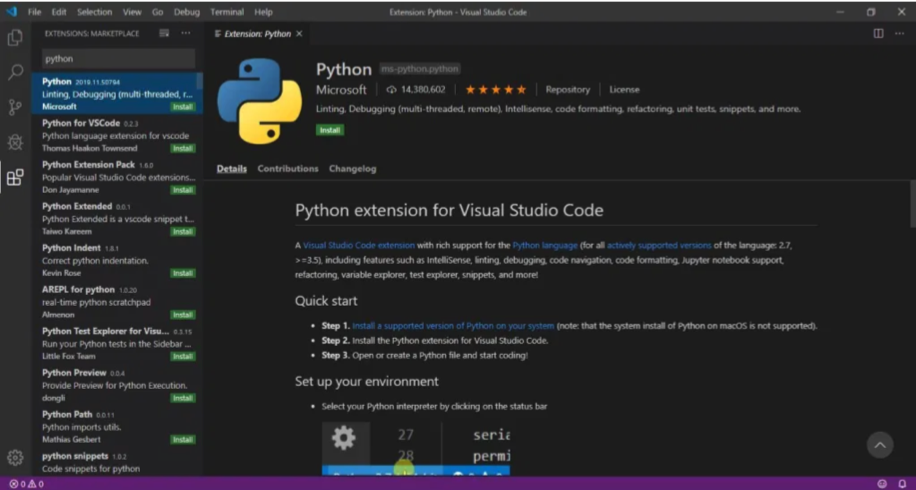 File Edit Selection View Go Debug Terminal Help
Extension: Python - Visual Studio Code
EXTENSIONS: MARKETPLACE
python
Python 2019.11.50794
Linting, Debugging (multi-threaded, r...
Microsoft Install
Python for VSCode 0.2.3
Python language extension for vscode
Thomas Haakon Townsend Install
Python Extension Pack 1.6.0
Popular Visual Studio Code extensions...
Don Jayamanne Install
Python Extended 0.0.1
Python Extended is a vscode snippet t...
Taiwo Kareem Install
Python Indent 1.8.1
Correct python indentation.
Kevin Rose Install
AREPL for python 1.0.20
real-time python scratchpad
Almenon Install
Python Test Explorer for Visu... 0.3.15
Run your Python tests in the Sidebar ...
Little Fox Team Install
Python Preview 0.0.4
Provide Preview for Python Execution.
dongli Install
Python Path 0.0.11
Python imports utils.
Mathias Gesbert Install
python snippets 1.0.2
Code snippets for python
Extension: Python
Python ms-python.python
Microsoft 14,380,602 Repository License
Linting, Debugging (multi-threaded, remote), Intellisense, code formatting, refactoring, unit tests, snippets, and more.
Install
Details Contributions Changelog
Python extension for Visual Studio Code
A Visual Studio Code extension with rich support for the Python language (for all actively supported versions of the language: 2.7,
>=3.5), including features such as IntelliSense, linting, debugging, code navigation, code formatting, Jupyter notebook support,
refactoring, variable explorer, test explorer, snippets, and more!
Quick start
Step 1. Install a supported version of Python on your system (note: that the system install of Python on macOS is not supported).
Step 2. Install the Python extension for Visual Studio Code.
Step 3. Open or create a Python file and start coding!
Set up your environment
Select your Python interpreter by clicking on the status bar
27 seria
28 permi
0 0